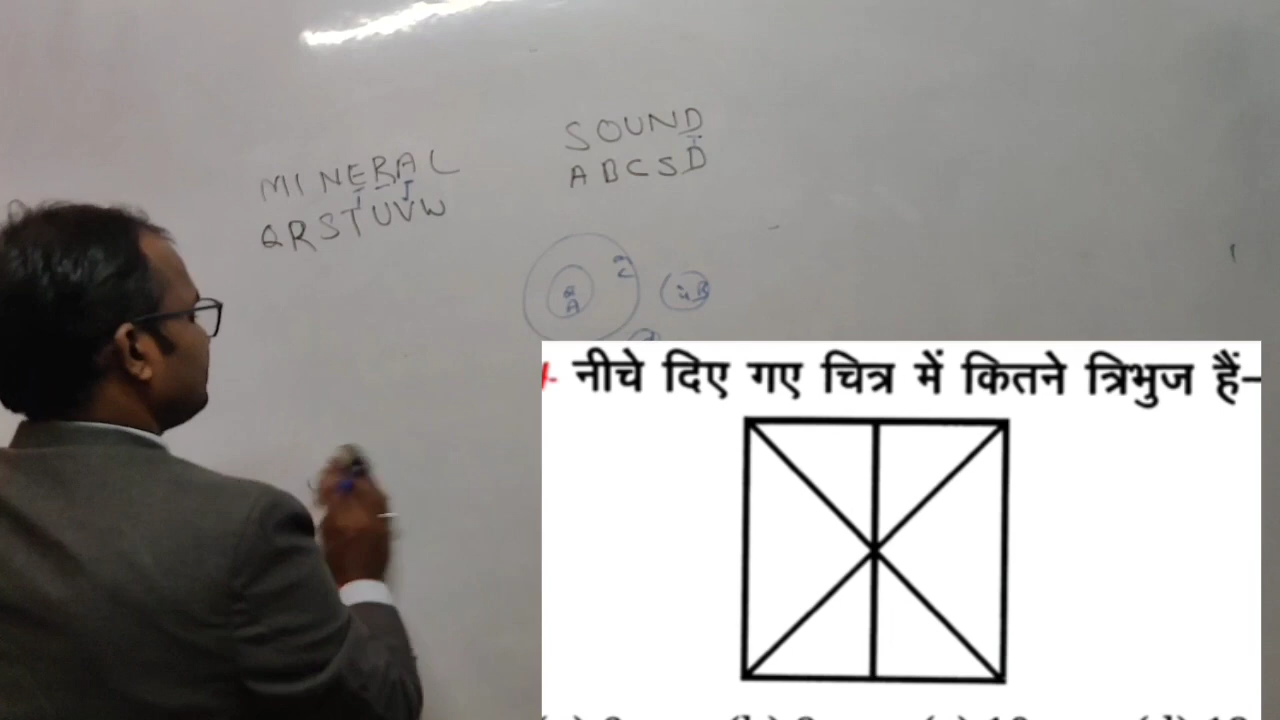 SOUND
MINERAL
ABCSD
QRSTUVW
A
C
B
नीचे दिए गए चित्र में कितने त्रिभुज हैं-